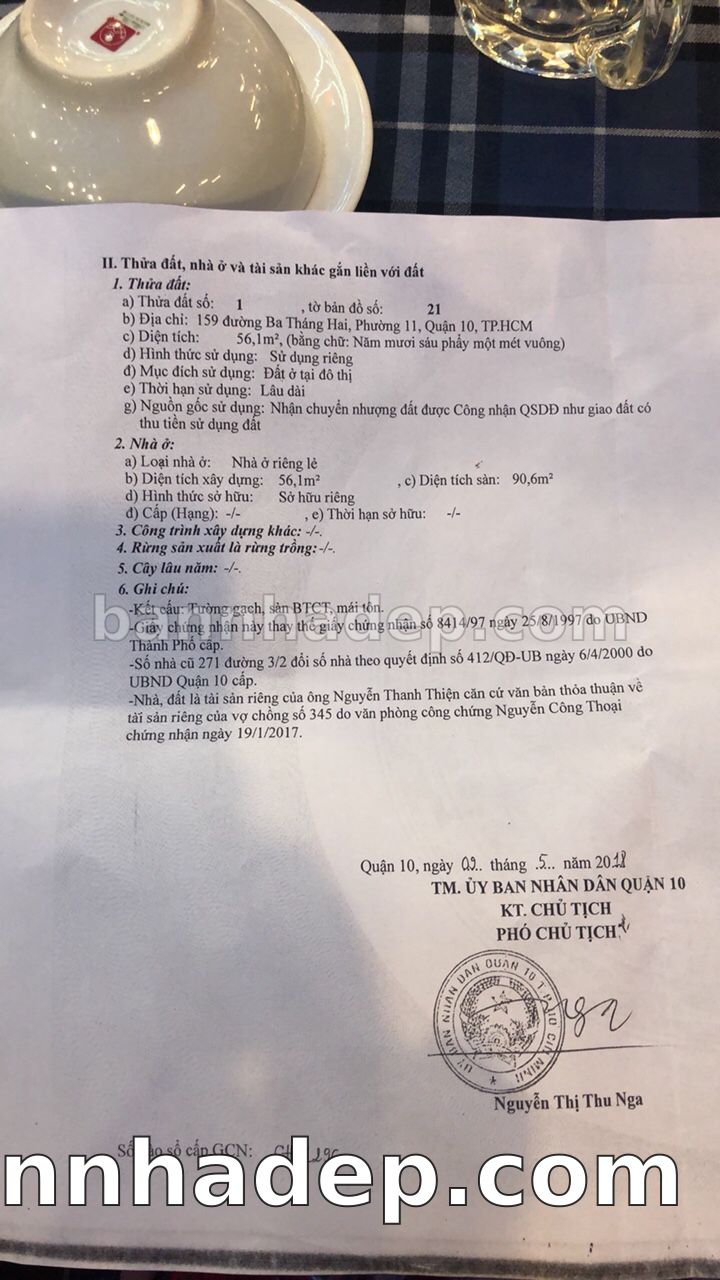 II. Thửa đất, nhà ở và tài sản khác gắn liền với đất
1. Thửa đất:
a) Thửa đất số: 1 , tờ bản đồ số: 21
b) Địa chỉ: 159 đường Ba Tháng Hai, Phường 11, Quận 10, TP.HCM
c) Diện tích: 56,1m², (bằng chữ: Năm mươi sáu phẩy một mét vuông)
d) Hình thức sử dụng: Sử dụng riêng
đ) Mục đích sử dụng: Đất ở tại đô thị
e) Thời hạn sử dụng: Lâu dài
g) Nguồn gốc sử dụng: Nhận chuyển nhượng đất được Công nhận QSDĐ như giao đất có
thu tiền sử dụng đất
2. Nhà ở:
a) Loại nhà ở: Nhà ở riêng lẻ
b) Diện tích xây dựng: 56,1m² , c) Diện tích sàn: 90,6m²
d) Hình thức sở hữu: Sở hữu riêng
đ) Cấp (Hạng): -/- , e) Thời hạn sở hữu: -/-
3. Công trình xây dựng khác: -/-.
4. Rừng sản xuất là rừng trồng: -/-.
5. Cây lâu năm: -/-.
6. Ghi chú:
-Kết cấu: Tường gạch, sàn BTCT, mái tôn.
-Giấy chứng nhận này thay thế giấy chứng nhận số 8414/97 ngày 25/8/1997 do UBND
Thành Phố cấp.
-Số nhà cũ 271 đường 3/2 đổi số nhà theo quyết định số 412/QĐ-UB ngày 6/4/2000 do
UBND Quận 10 cấp.
-Nhà, đất là tài sản riêng của ông Nguyễn Thanh Thiện căn cứ văn bản thỏa thuận về
tài sản riêng của vợ chồng số 345 do văn phòng công chứng Nguyễn Công Thoại
chứng nhận ngày 19/1/2017.
bannhadep.com
Quận 10, ngày 02.. tháng .5.. năm 2018
TM. ỦY BAN NHÂN DÂN QUẬN 10
KT. CHỦ TỊCH
PHÓ CHỦ TỊCH
ỦY BAN NHÂN DÂN QUẬN 10 T.P HỒ CHÍ MINH
Nguyễn Thị Thu Nga
Số vào sổ cấp GCN:
nnhadep.com